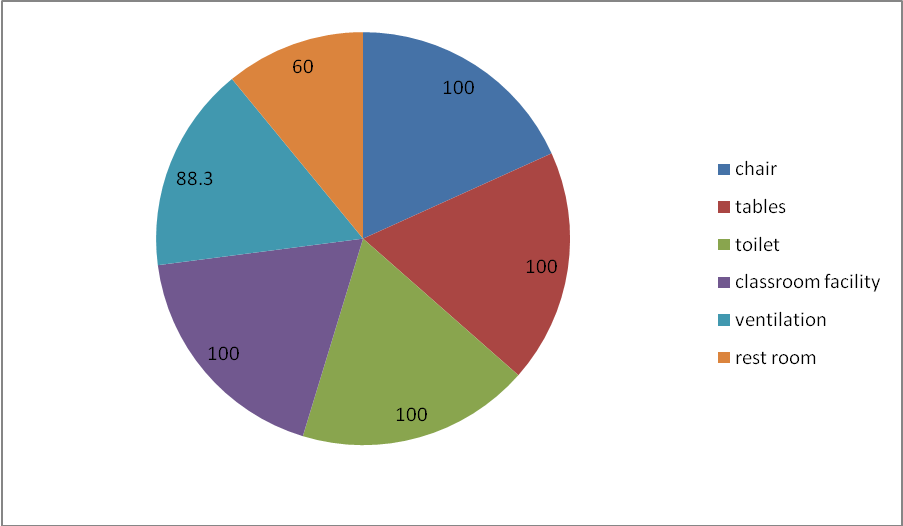 60
100
88.3
100
100
100
chair
tables
toilet
classroom facility
ventilation
rest room